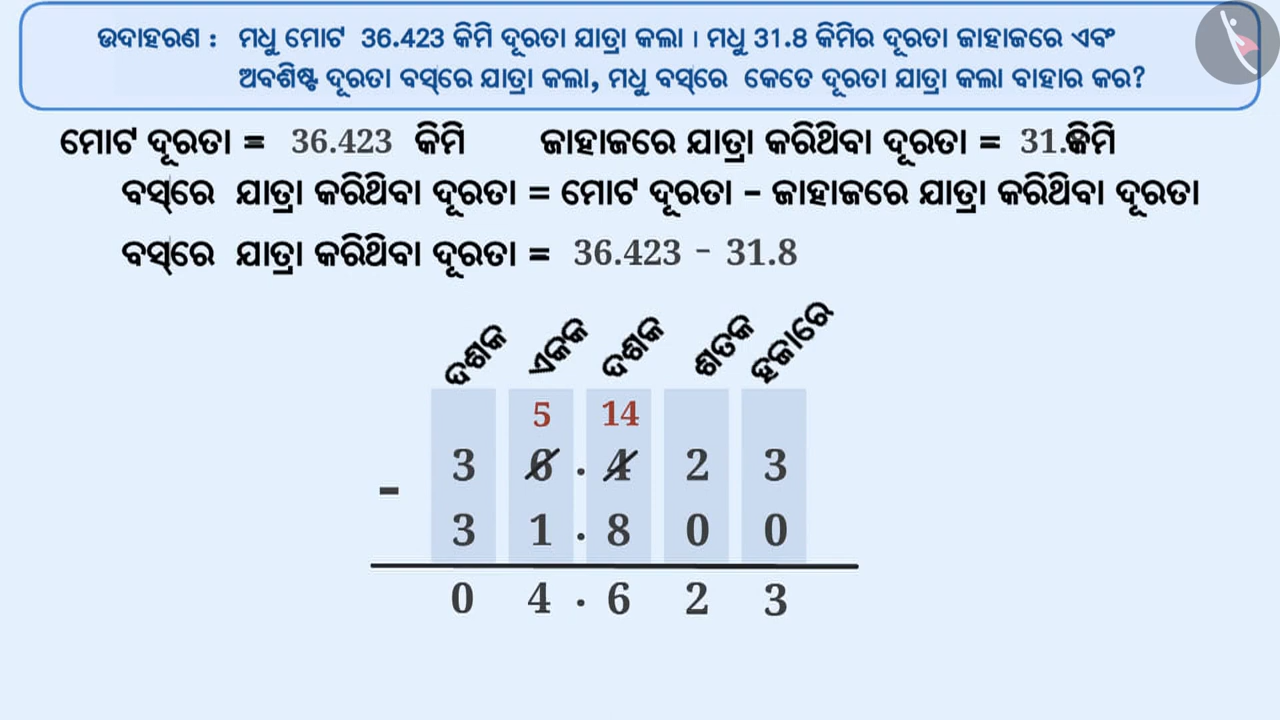 ଉଦାହରଣ : ମଧୁ ମୋଟ 36.423 କିମି ଦୂରତା ଯାତ୍ରା କଲା । ମଧୁ 31.8 କିମିର ଦୂରତା ଜାହାଜରେ ଏବଂ
ଅବଶିଷ୍ଟ ଦୂରତା ବସ୍‌ରେ ଯାତ୍ରା କଲା, ମଧୁ ବସ୍‌ରେ କେତେ ଦୂରତା ଯାତ୍ରା କଲା ବାହାର କର?
ମୋଟ ଦୂରତା = 36.423 କିମି ଜାହାଜରେ ଯାତ୍ରା କରିଥିବା ଦୂରତା = 31. କିମି
ବସ୍‌ରେ ଯାତ୍ରା କରିଥିବା ଦୂରତା = ମୋଟ ଦୂରତା – ଜାହାଜରେ ଯାତ୍ରା କରିଥିବା ଦୂରତା
ବସ୍‌ରେ ଯାତ୍ରା କରିଥିବା ଦୂରତା = 36.423 - 31.8
ଦଶକ ଏକକ ଦଶକ ଶତକ ହଜାରେ
5 14
3 6 . 4 2 3
- 3 1 . 8 0 0
0 4 . 6 2 3